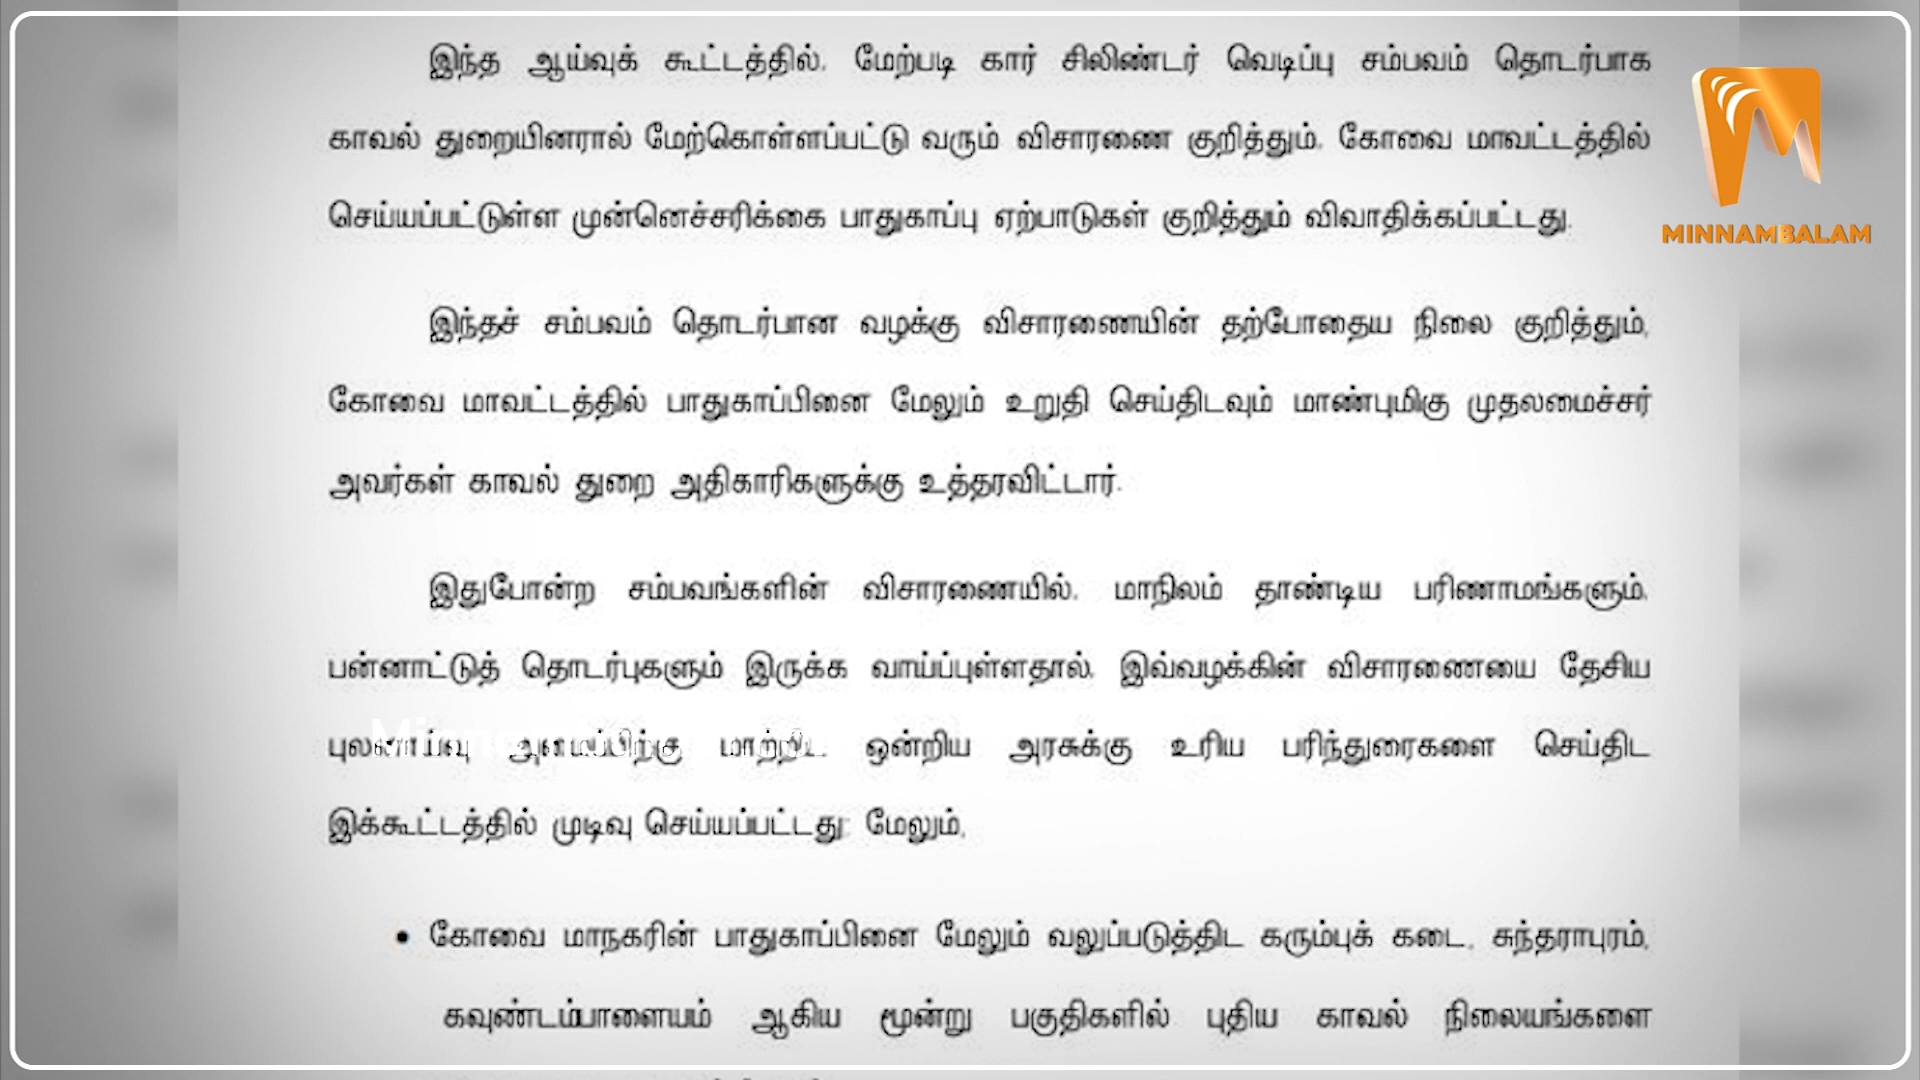 இந்த ஆய்வுக் கூட்டத்தில், மேற்படி கார் சிலிண்டர் வெடிப்பு சம்பவம் தொடர்பாக
காவல் துறையினரால் மேற்கொள்ளப்பட்டு வரும் விசாரணை குறித்தும், கோவை மாவட்டத்தில்
செய்யப்பட்டுள்ள முன்னெச்சரிக்கை பாதுகாப்பு ஏற்பாடுகள் குறித்தும் விவாதிக்கப்பட்டது.
MINNAMBALAM
இந்தச் சம்பவம் தொடர்பான வழக்கு விசாரணையின் தற்போதைய நிலை குறித்தும்,
கோவை மாவட்டத்தில் பாதுகாப்பினை மேலும் உறுதி செய்திடவும் மாண்புமிகு முதலமைச்சர்
அவர்கள் காவல் துறை அதிகாரிகளுக்கு உத்தரவிட்டார்.
இதுபோன்ற சம்பவங்களின் விசாரணையில், மாநிலம் தாண்டிய பரிணாமங்களும்,
பன்னாட்டுத் தொடர்புகளும் இருக்க வாய்ப்புள்ளதால், இவ்வழக்கின் விசாரணையை தேசிய
புலனாய்வு அமைப்பிற்கு மாற்றிட ஒன்றிய அரசுக்கு உரிய பரிந்துரைகளை செய்திட
இக்கூட்டத்தில் முடிவு செய்யப்பட்டது; மேலும்,
• கோவை மாநகரின் பாதுகாப்பினை மேலும் வலுப்படுத்திட கரும்புக் கடை, சுந்தராபுரம்,
கவுண்டம்பாளையம் ஆகிய மூன்று பகுதிகளில் புதிய காவல் நிலையங்களை